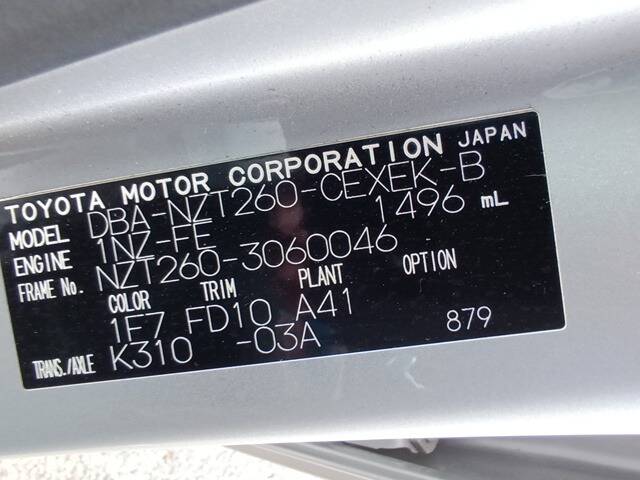 TOYOTA MOTOR CORPORATION JAPAN
MODEL DBA-NZT260-CEXEK-B
ENGINE 1NZ-FE 1496 mL
FRAME No. NZT260-3060046
COLOR TRIM PLANT OPTION
1F7 FD10 A41
TRANS./AXLE K310 -03A 879